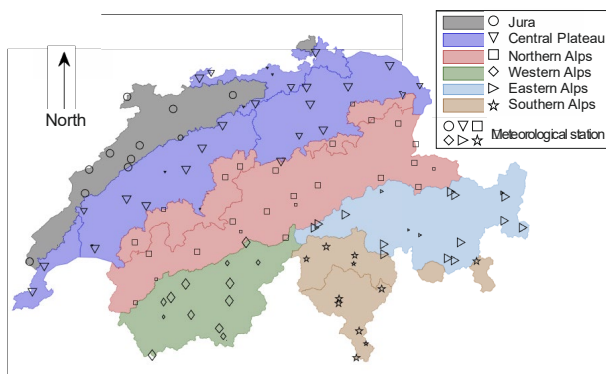 Jura
Central Plateau
Northern Alps
Western Alps
Eastern Alps
Southern Alps
Meteorological station
North